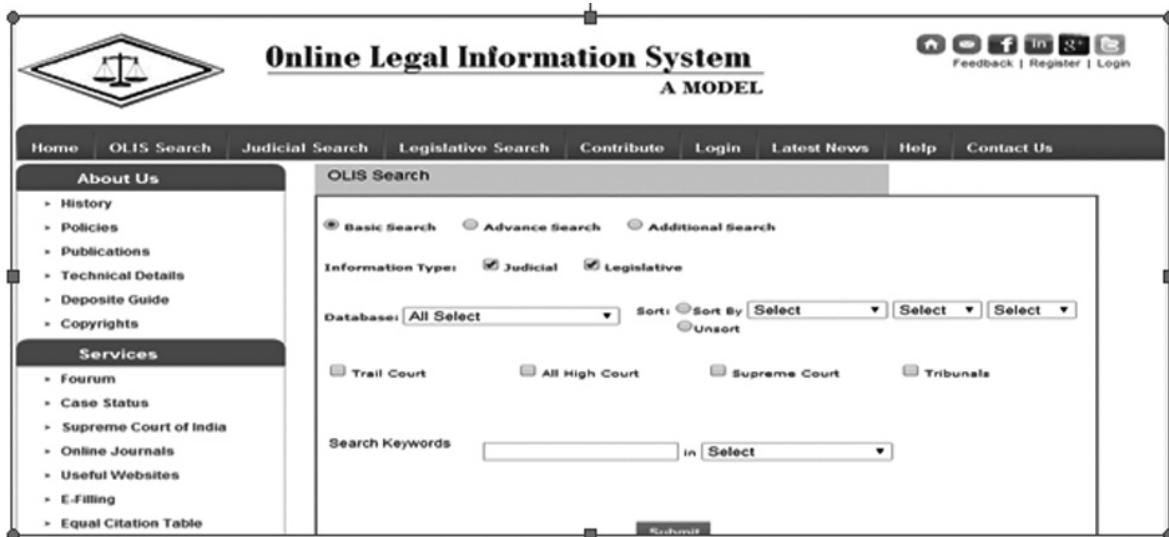 Online Legal Information System
A MODEL
in
g+
Feedback | Register | Login
Home OLIS Search Judicial Search Legislative Search Contribute Login Latest News Help Contact Us
About Us
History
Policies
Publications
Technical Details
Deposite Guide
Copyrights
Services
Fourum
Case Status
Supreme Court of India
Online Journals
Useful Websites
E-Filling
Equal Citation Table
OLIS Search
Basic Search Advance Search Additional Search
Information Type: Judicial Legislative
Database: All Select Sort: Sort By Select Select Select
Unsort
Trail Court All High Court Supreme Court Tribunals
Search Keywords in Select
Submit